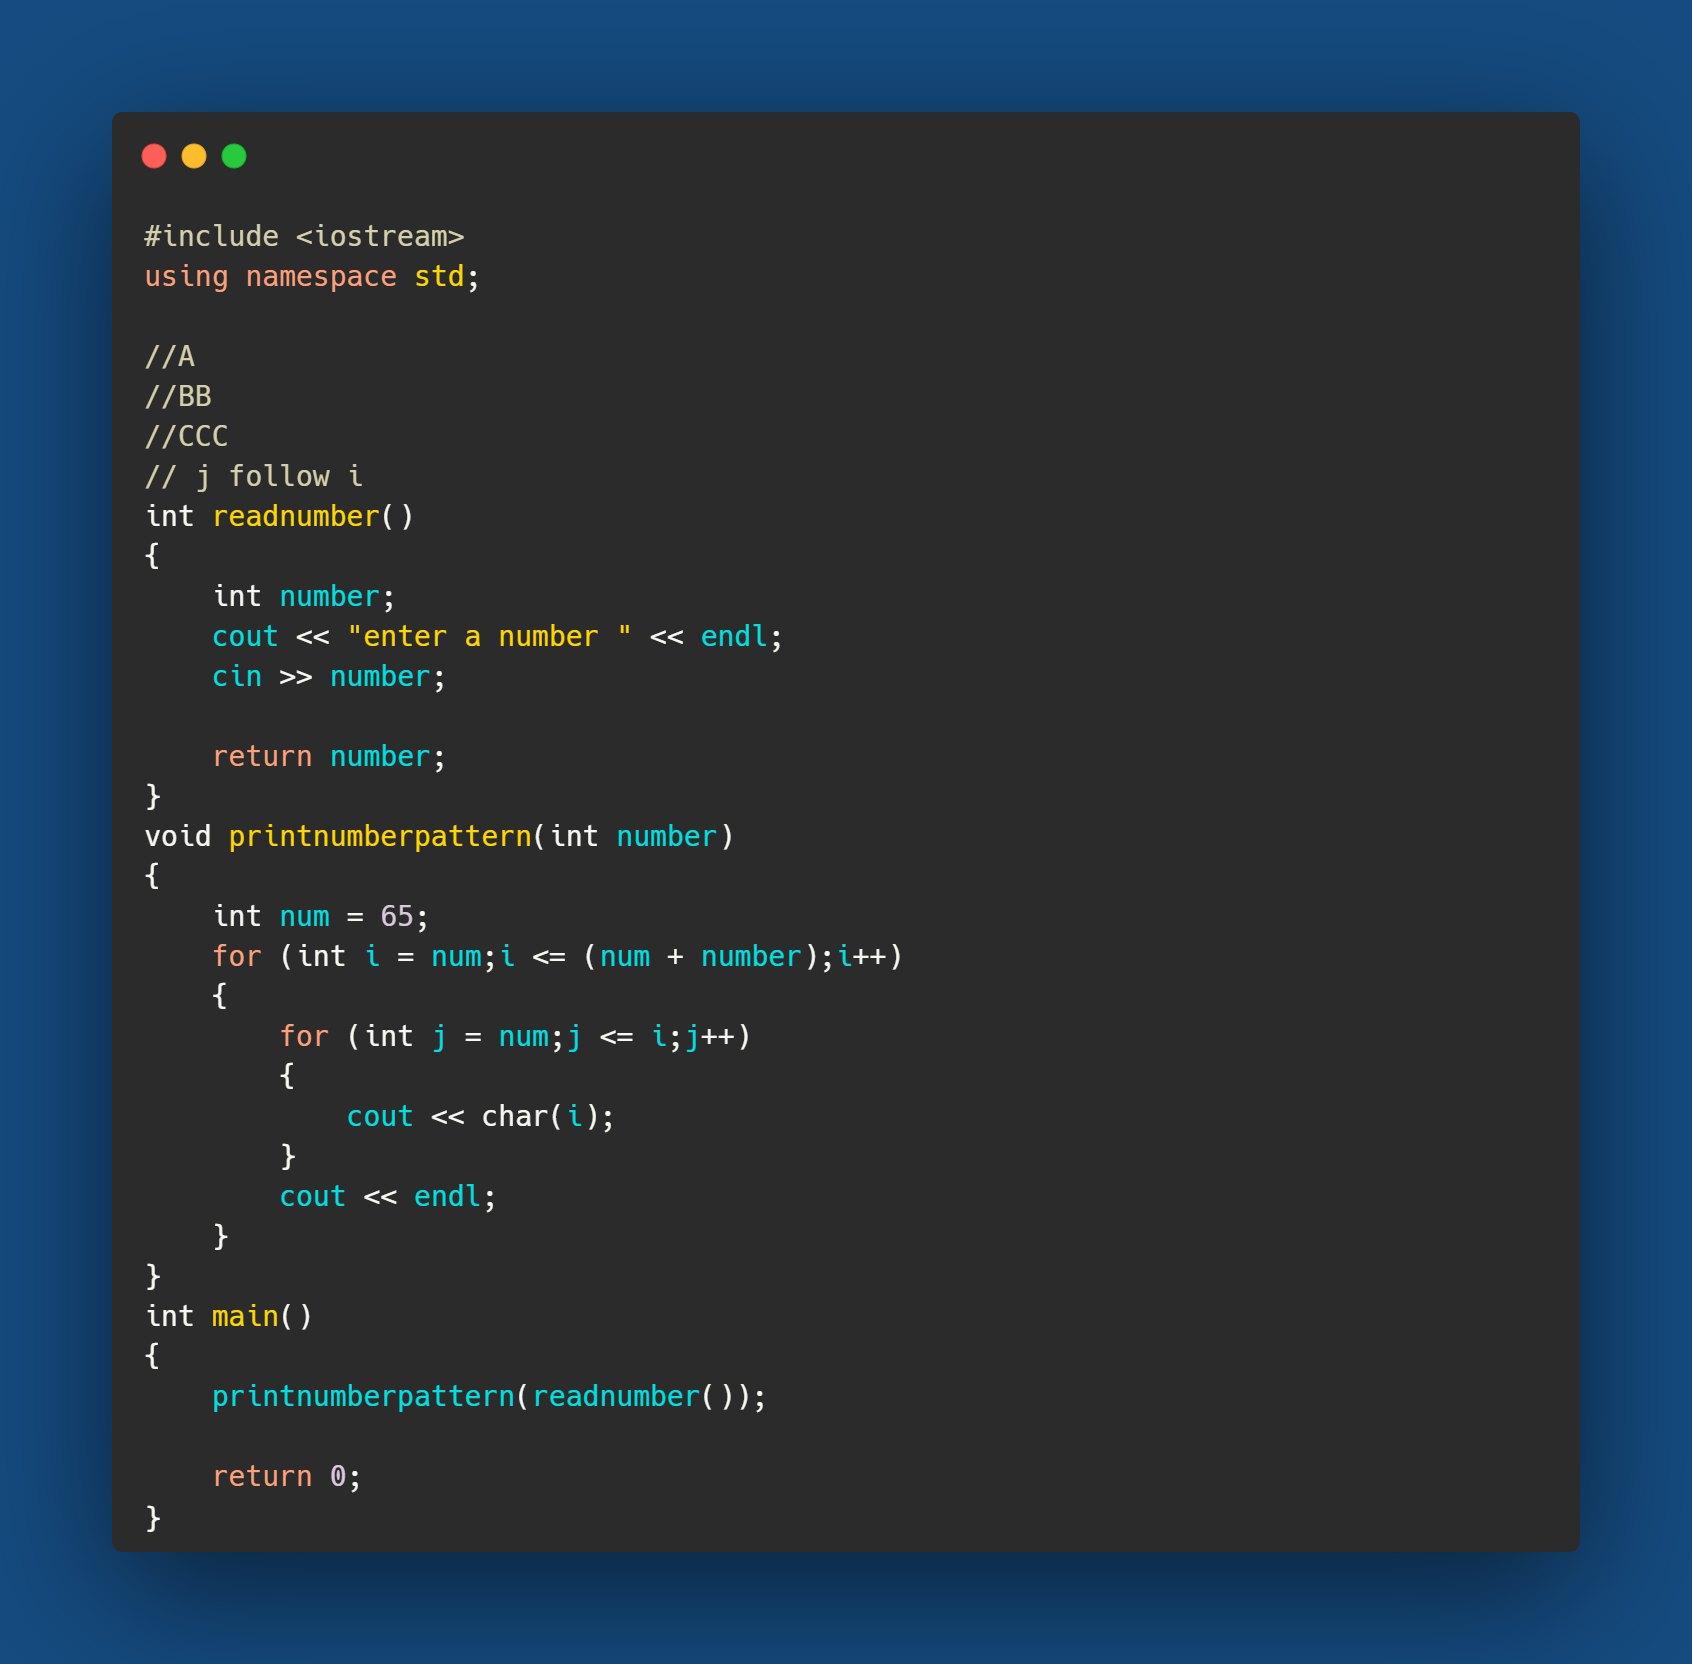 #include <iostream>
using namespace std;

//A
//BB
//CCC
// j follow i
int readnumber()
{
    int number;
    cout << "enter a number " << endl;
    cin >> number;

    return number;
}
void printnumberpattern(int number)
{
    int num = 65;
    for (int i = num;i <= (num + number);i++)
    {
        for (int j = num;j <= i;j++)
        {
            cout << char(i);
        }
        cout << endl;
    }
}
int main()
{
    printnumberpattern(readnumber());

    return 0;
}